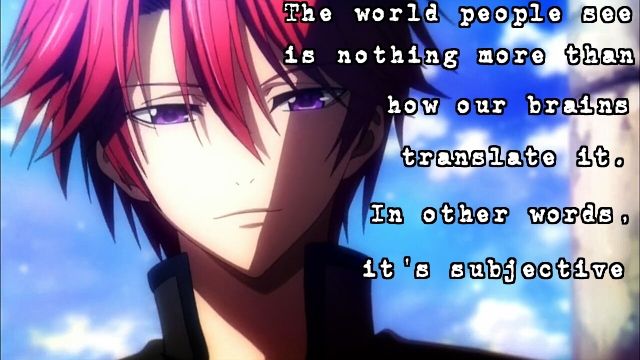 The world people see
is nothing more than
how our brains
translate it.
In other words,
it's subjective